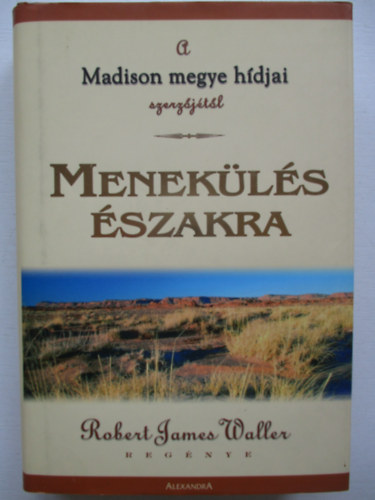 A
Madison megye hídjai
szerzőjétől
MENEKÜLÉS
ÉSZAKRA
Robert James Waller
REGÉNYE
ALEXANDRA